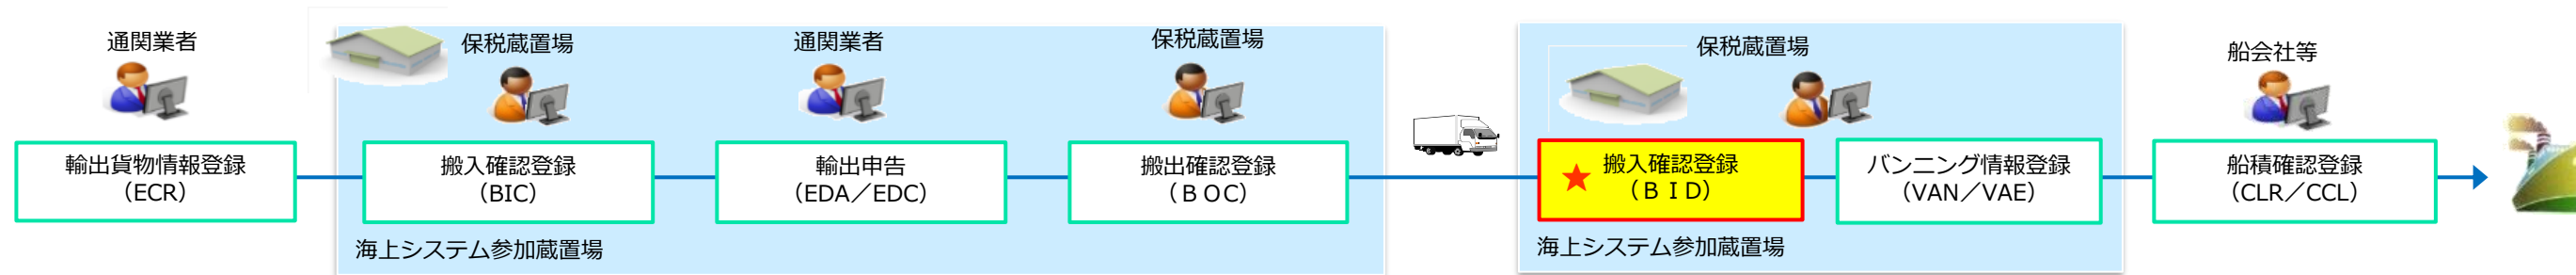 通関業者
輸出貨物情報登録
（ECR）
保税蔵置場
搬入確認登録
（BIC）
通関業者
輸出申告
（EDA／EDC）
保税蔵置場
搬出確認登録
（ＢＯＣ）
海上システム参加蔵置場
保税蔵置場
搬入確認登録
（ＢＩＤ）
バンニング情報登録
（VAN／VAE）
海上システム参加蔵置場
船会社等
船積確認登録
（CLR／CCL）